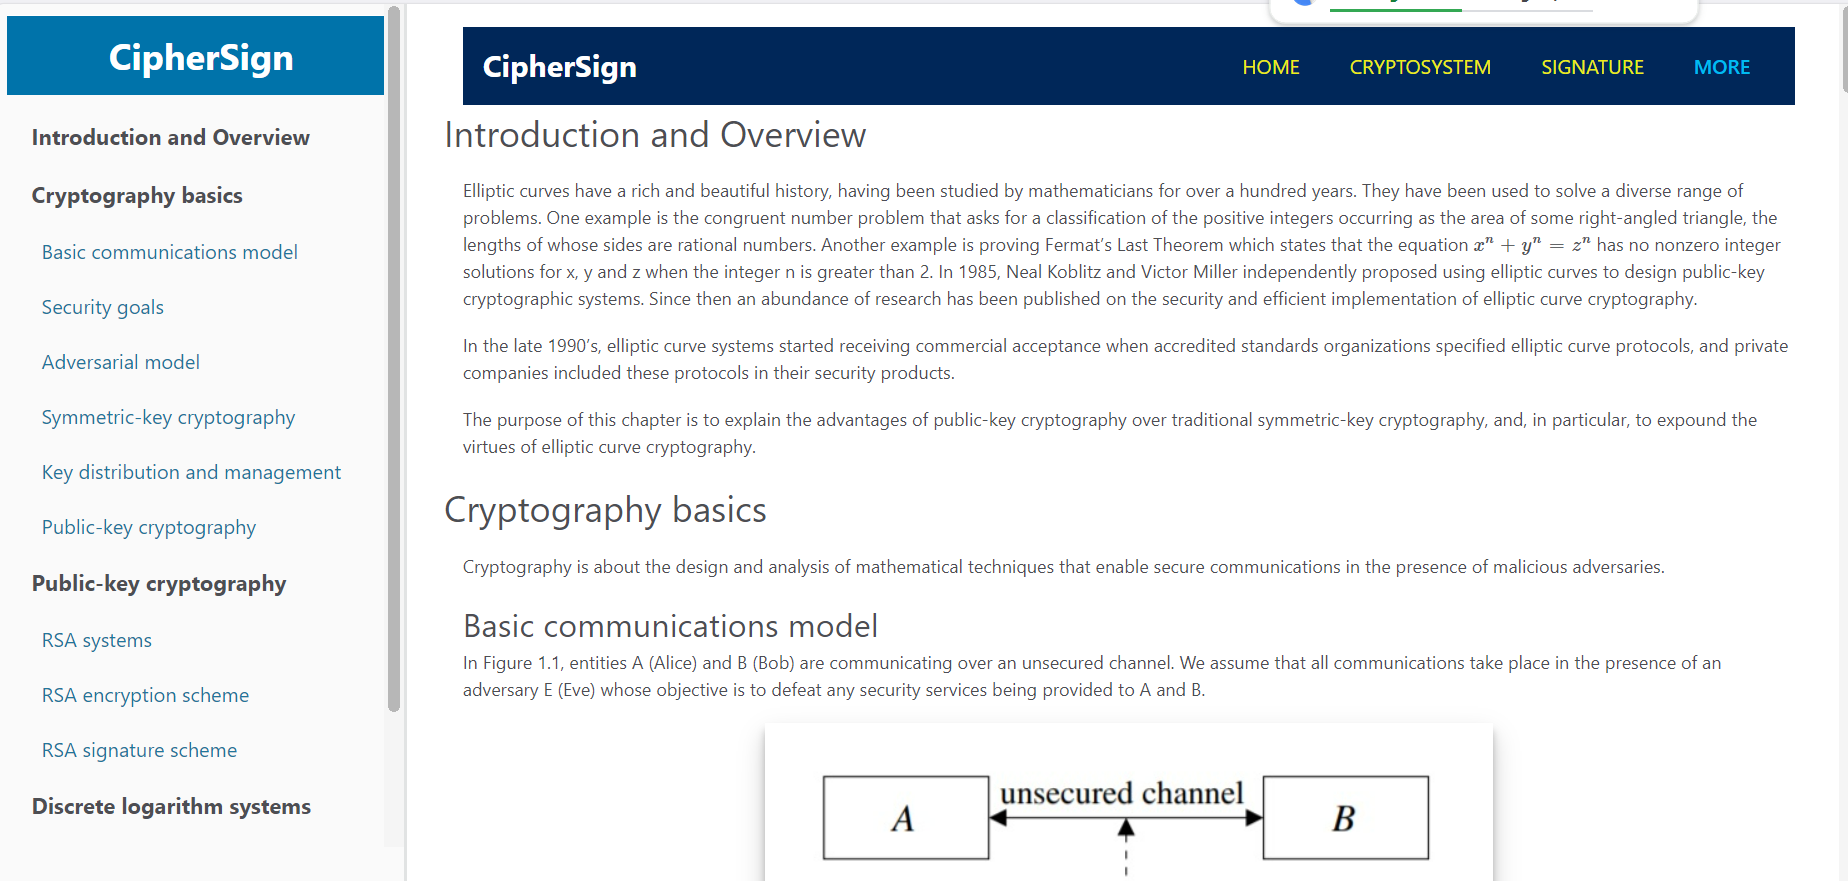 CipherSign
Introduction and Overview
Cryptography basics
Basic communications model
Security goals
Adversarial model
Symmetric-key cryptography
Key distribution and management
Public-key cryptography
Public-key cryptography
RSA systems
RSA encryption scheme
RSA signature scheme
Discrete logarithm systems
CipherSign
HOME CRYPTOSYSTEM SIGNATURE MORE
Introduction and Overview
Elliptic curves have a rich and beautiful history, having been studied by mathematicians for over a hundred years. They have been used to solve a diverse range of
problems. One example is the congruent number problem that asks for a classification of the positive integers occurring as the area of some right-angled triangle, the
lengths of whose sides are rational numbers. Another example is proving Fermat's Last Theorem which states that the equation xⁿ + yⁿ = zⁿ has no nonzero integer
solutions for x, y and z when the integer n is greater than 2. In 1985, Neal Koblitz and Victor Miller independently proposed using elliptic curves to design public-key
cryptographic systems. Since then an abundance of research has been published on the security and efficient implementation of elliptic curve cryptography.
In the late 1990's, elliptic curve systems started receiving commercial acceptance when accredited standards organizations specified elliptic curve protocols, and private
companies included these protocols in their security products.
The purpose of this chapter is to explain the advantages of public-key cryptography over traditional symmetric-key cryptography, and, in particular, to expound the
virtues of elliptic curve cryptography.
Cryptography basics
Cryptography is about the design and analysis of mathematical techniques that enable secure communications in the presence of malicious adversaries.
Basic communications model
In Figure 1.1, entities A (Alice) and B (Bob) are communicating over an unsecured channel. We assume that all communications take place in the presence of an
adversary E (Eve) whose objective is to defeat any security services being provided to A and B.
unsecured channel
A B